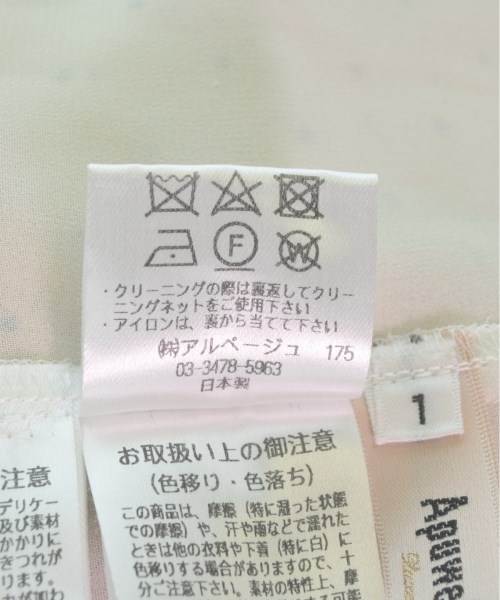 F
W
・クリーニングの際は裏返してクリー
ニングネットをご使用下さい
・アイロンは、裏から当てて下さい
㈱アルページュ 175
03-3478-5963
日本製
1
お取扱い上の御注意
(色移り・色落ち)
この商品は、摩擦(特に湿った状態
での摩擦)や、汗や雨などで濡れた
ときは他の衣料や下着(特に白)に
色移りする場合がありますので、十
分ご注意下さい。素材の特性上、摩
注意
デリケー
及び素材
かかりに
きつれが
ります。